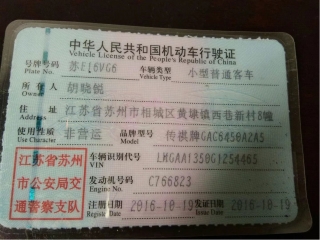 中华人民共和国机动车行驶证
Vehicle License of the People's Republic of China
号牌号码 苏EL6VG6 车辆类型 小型普通客车
Plate No. Vehicle Type
所有人 胡晓锐
Owner
住址 江苏省苏州市相城区黄埭镇西巷新村8幢
Address
使用性质 非营运 品牌型号 传祺牌GAC6450A2A5
Use Character Model
江苏省苏州市公安局交通警察支队
车辆识别代号 LMGAA1350G1Z54465
VIN
发动机号码 C766823
Engine No.
注册日期 2016-10-19 发证日期 2016-10-19
Register Date Issue Date